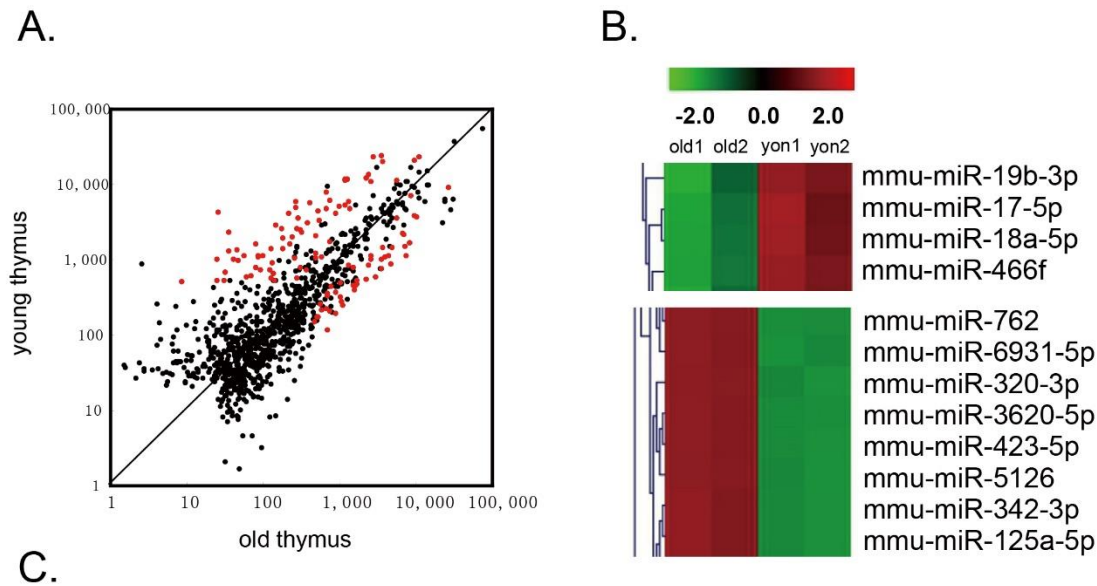 A.
100,000
10,000
1,000
100
10
1
young thymus
1
10
100
1,000
10,000
100,000
old thymus
B.
-2.0 0.0 2.0
old1 old2 yon1 yon2
mmu-miR-19b-3p
mmu-miR-17-5p
mmu-miR-18a-5p
mmu-miR-466f
mmu-miR-762
mmu-miR-6931-5p
mmu-miR-320-3p
mmu-miR-3620-5p
mmu-miR-423-5p
mmu-miR-5126
mmu-miR-342-3p
mmu-miR-125a-5p
C.